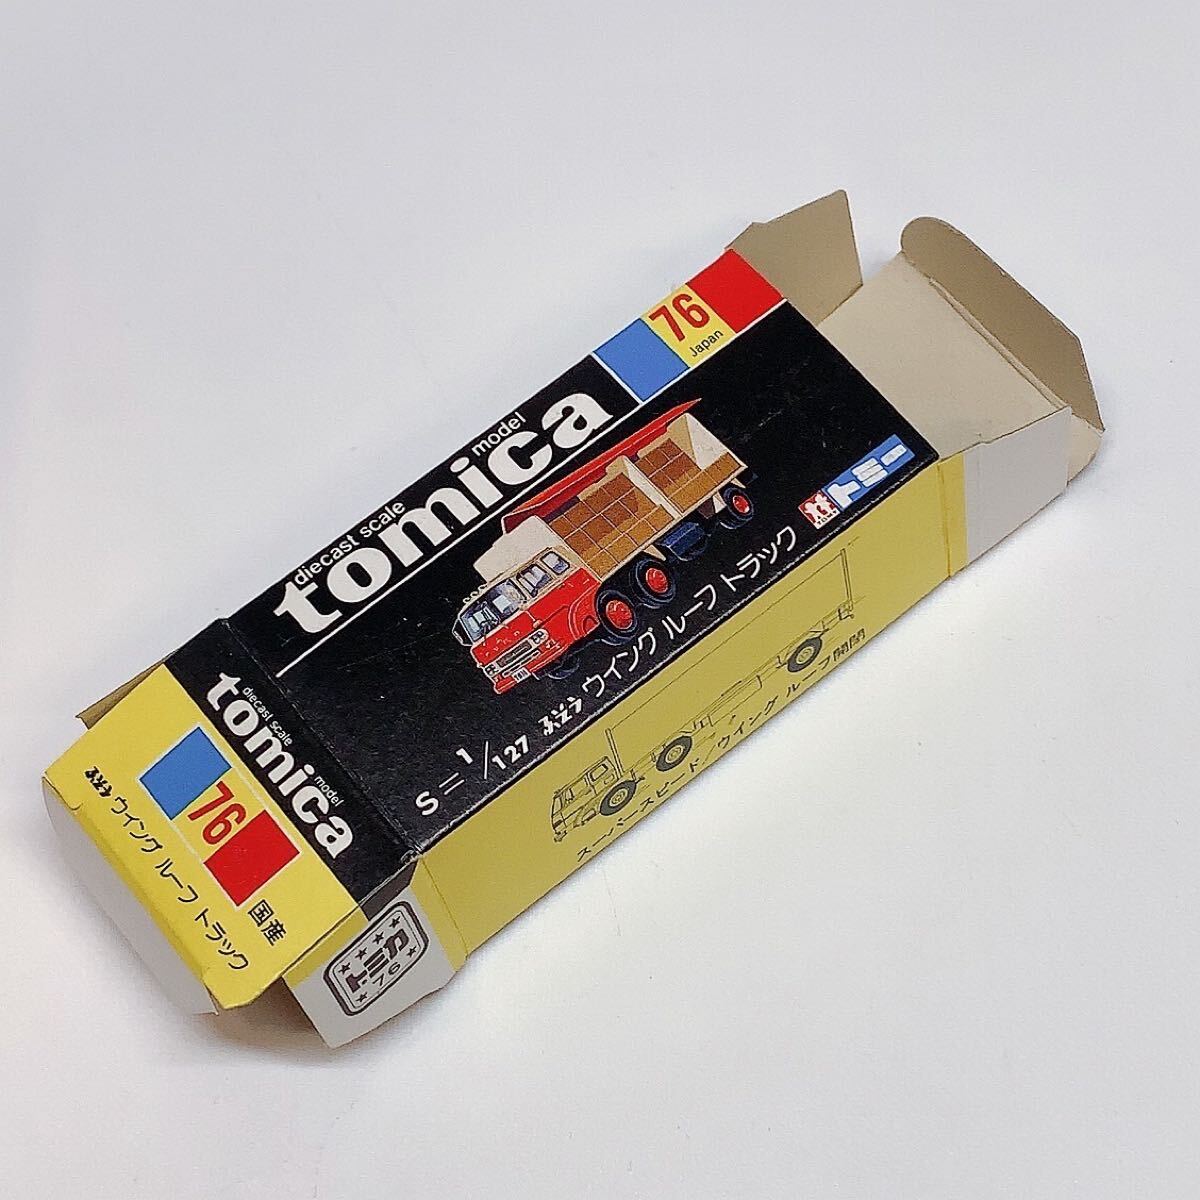 76
Japan
diecast scale model
tomica
トミー
TOMY
S=1/127 ふそう ウイング ルーフ トラック
スーパースピード/ウイング ルーフ開閉
diecast scale model
tomica
76
国産
ふそう ウイング ルーフ トラック
トミカ
76